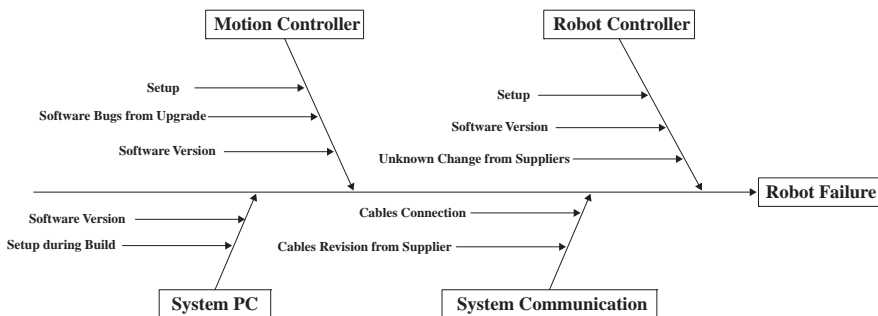 Motion Controller
Robot Controller
Setup
Software Bugs from Upgrade
Software Version
Setup
Software Version
Unknown Change from Suppliers
Robot Failure
Software Version
Setup during Build
Cables Connection
Cables Revision from Supplier
System PC
System Communication